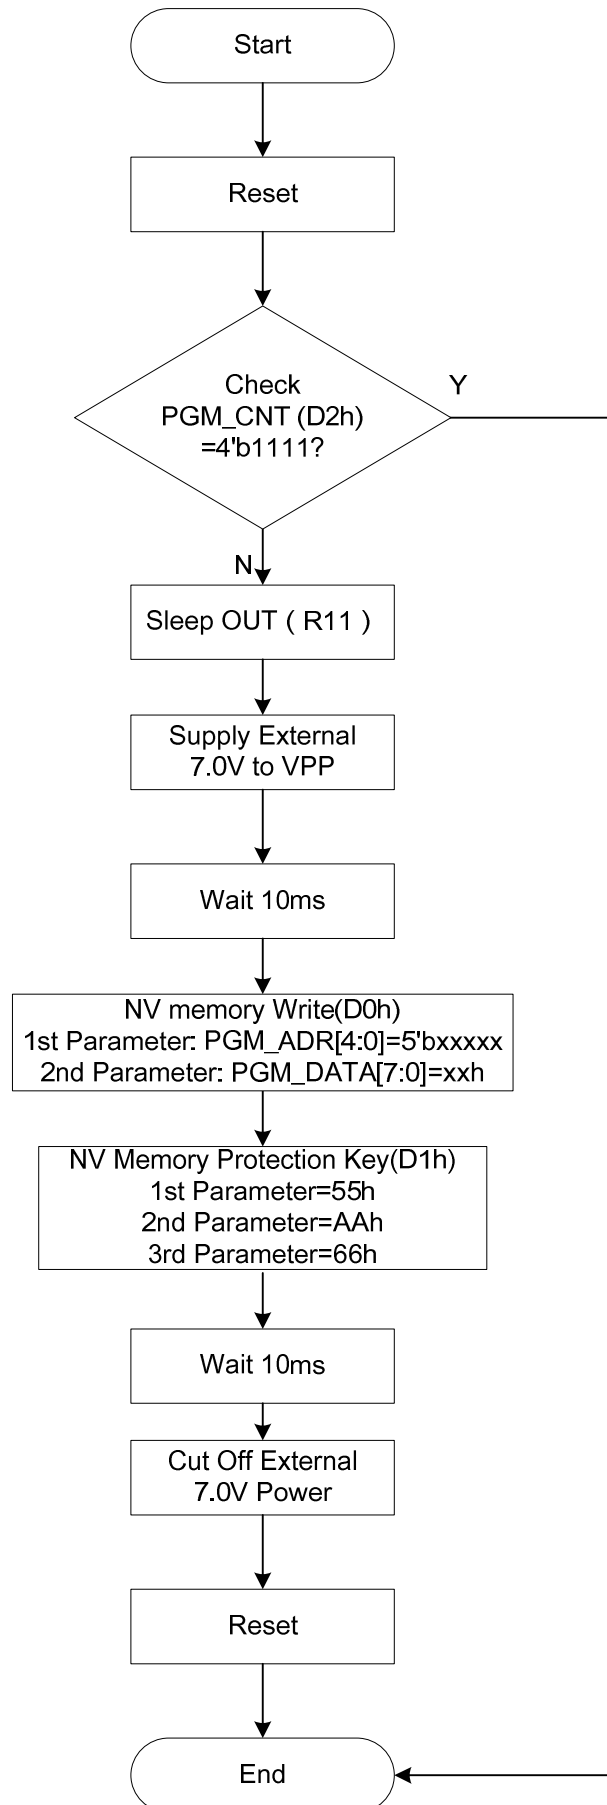 Start
Reset
Check
PGM_CNT (D2h)
=4'b1111?
Y
N
Sleep OUT ( R11 )
Supply External
7.0V to VPP
Wait 10ms
NV memory Write(D0h)
1st Parameter: PGM_ADR[4:0]=5'bxxxxx
2nd Parameter: PGM_DATA[7:0]=xxh
NV Memory Protection Key(D1h)
1st Parameter=55h
2nd Parameter=AAh
3rd Parameter=66h
Wait 10ms
Cut Off External
7.0V Power
Reset
End